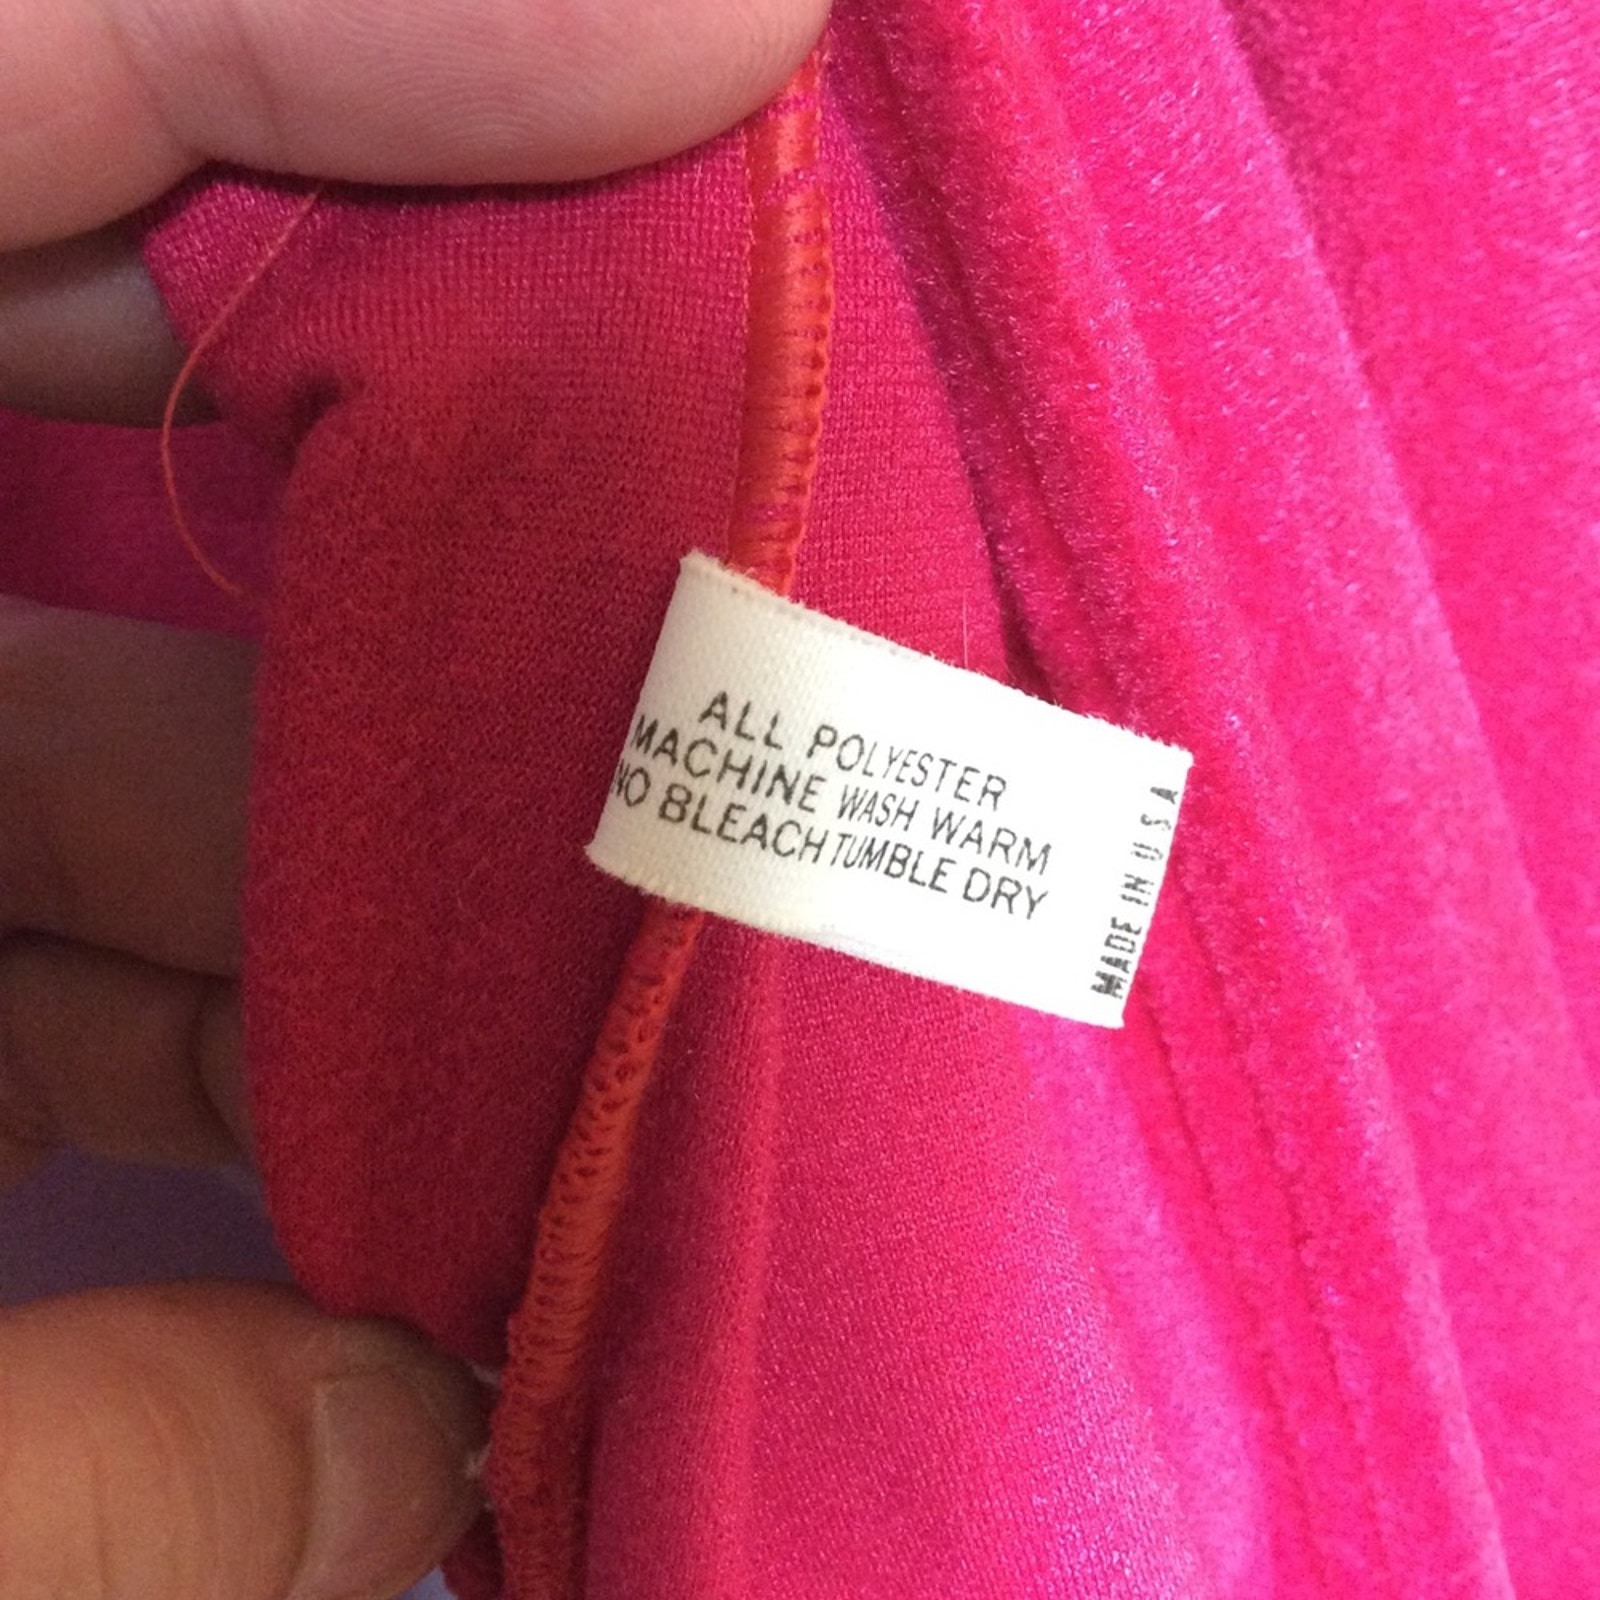 ALL POLYESTER
MACHINE WASH WARM
NO BLEACH TUMBLE DRY
MADE IN U S A